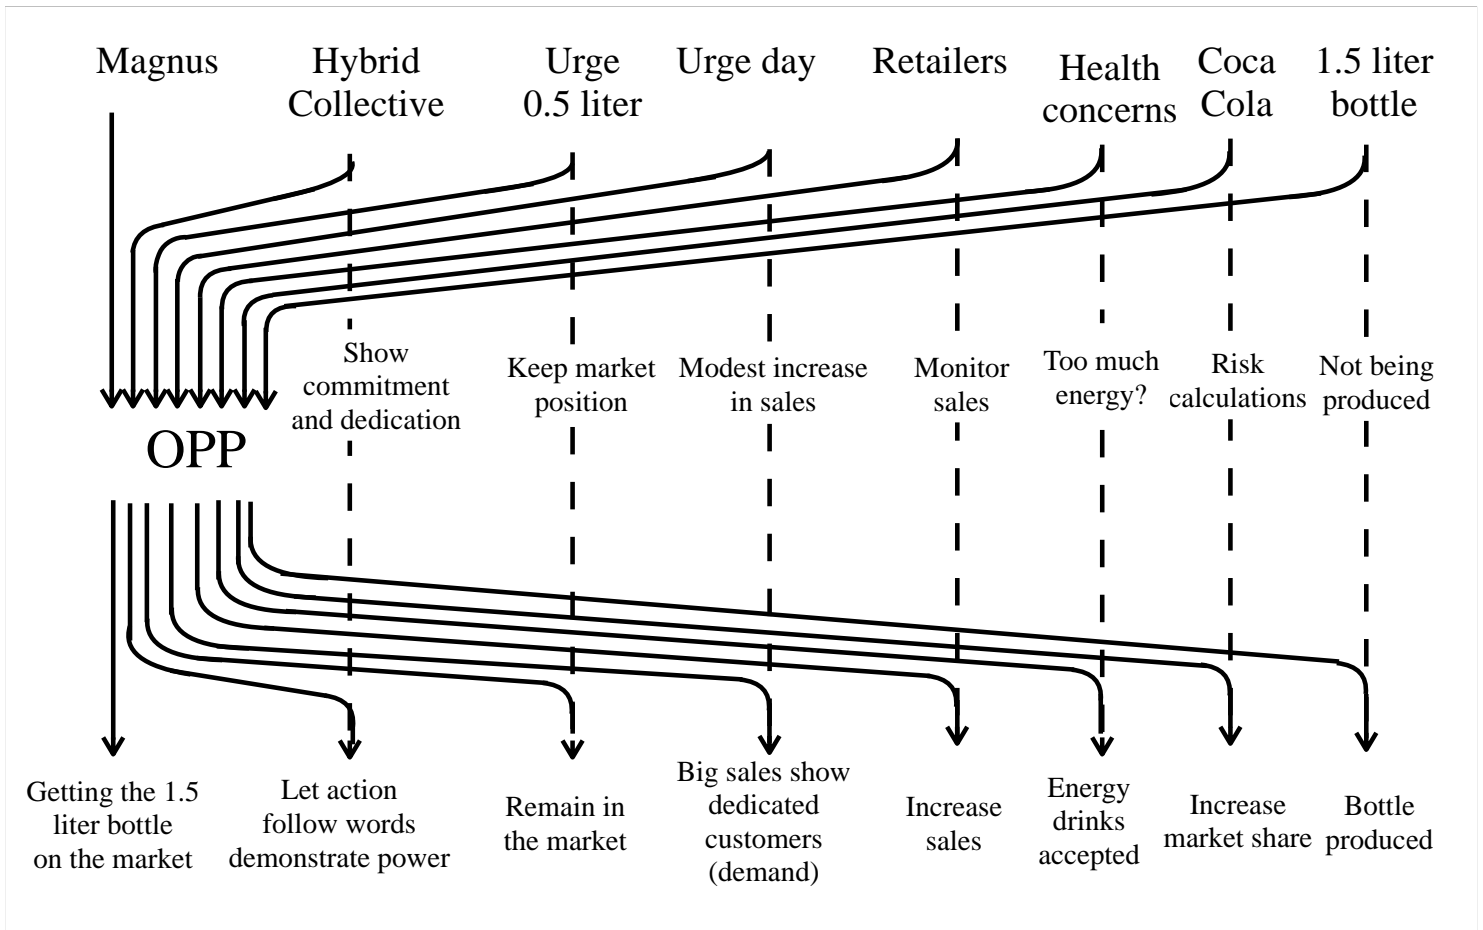 Magnus
Hybrid
Collective
Urge
0.5 liter
Urge day
Retailers
Health
concerns
Coca
Cola
1.5 liter
bottle
Show
commitment
and dedication
Keep market
position
Modest increase
in sales
Monitor
sales
Too much
energy?
Risk
calculations
Not being
produced
OPP
Getting the 1.5
liter bottle
on the market
Let action
follow words
demonstrate power
Remain in
the market
Big sales show
dedicated
customers
(demand)
Increase
sales
Energy
drinks
accepted
Increase
market share
Bottle
produced